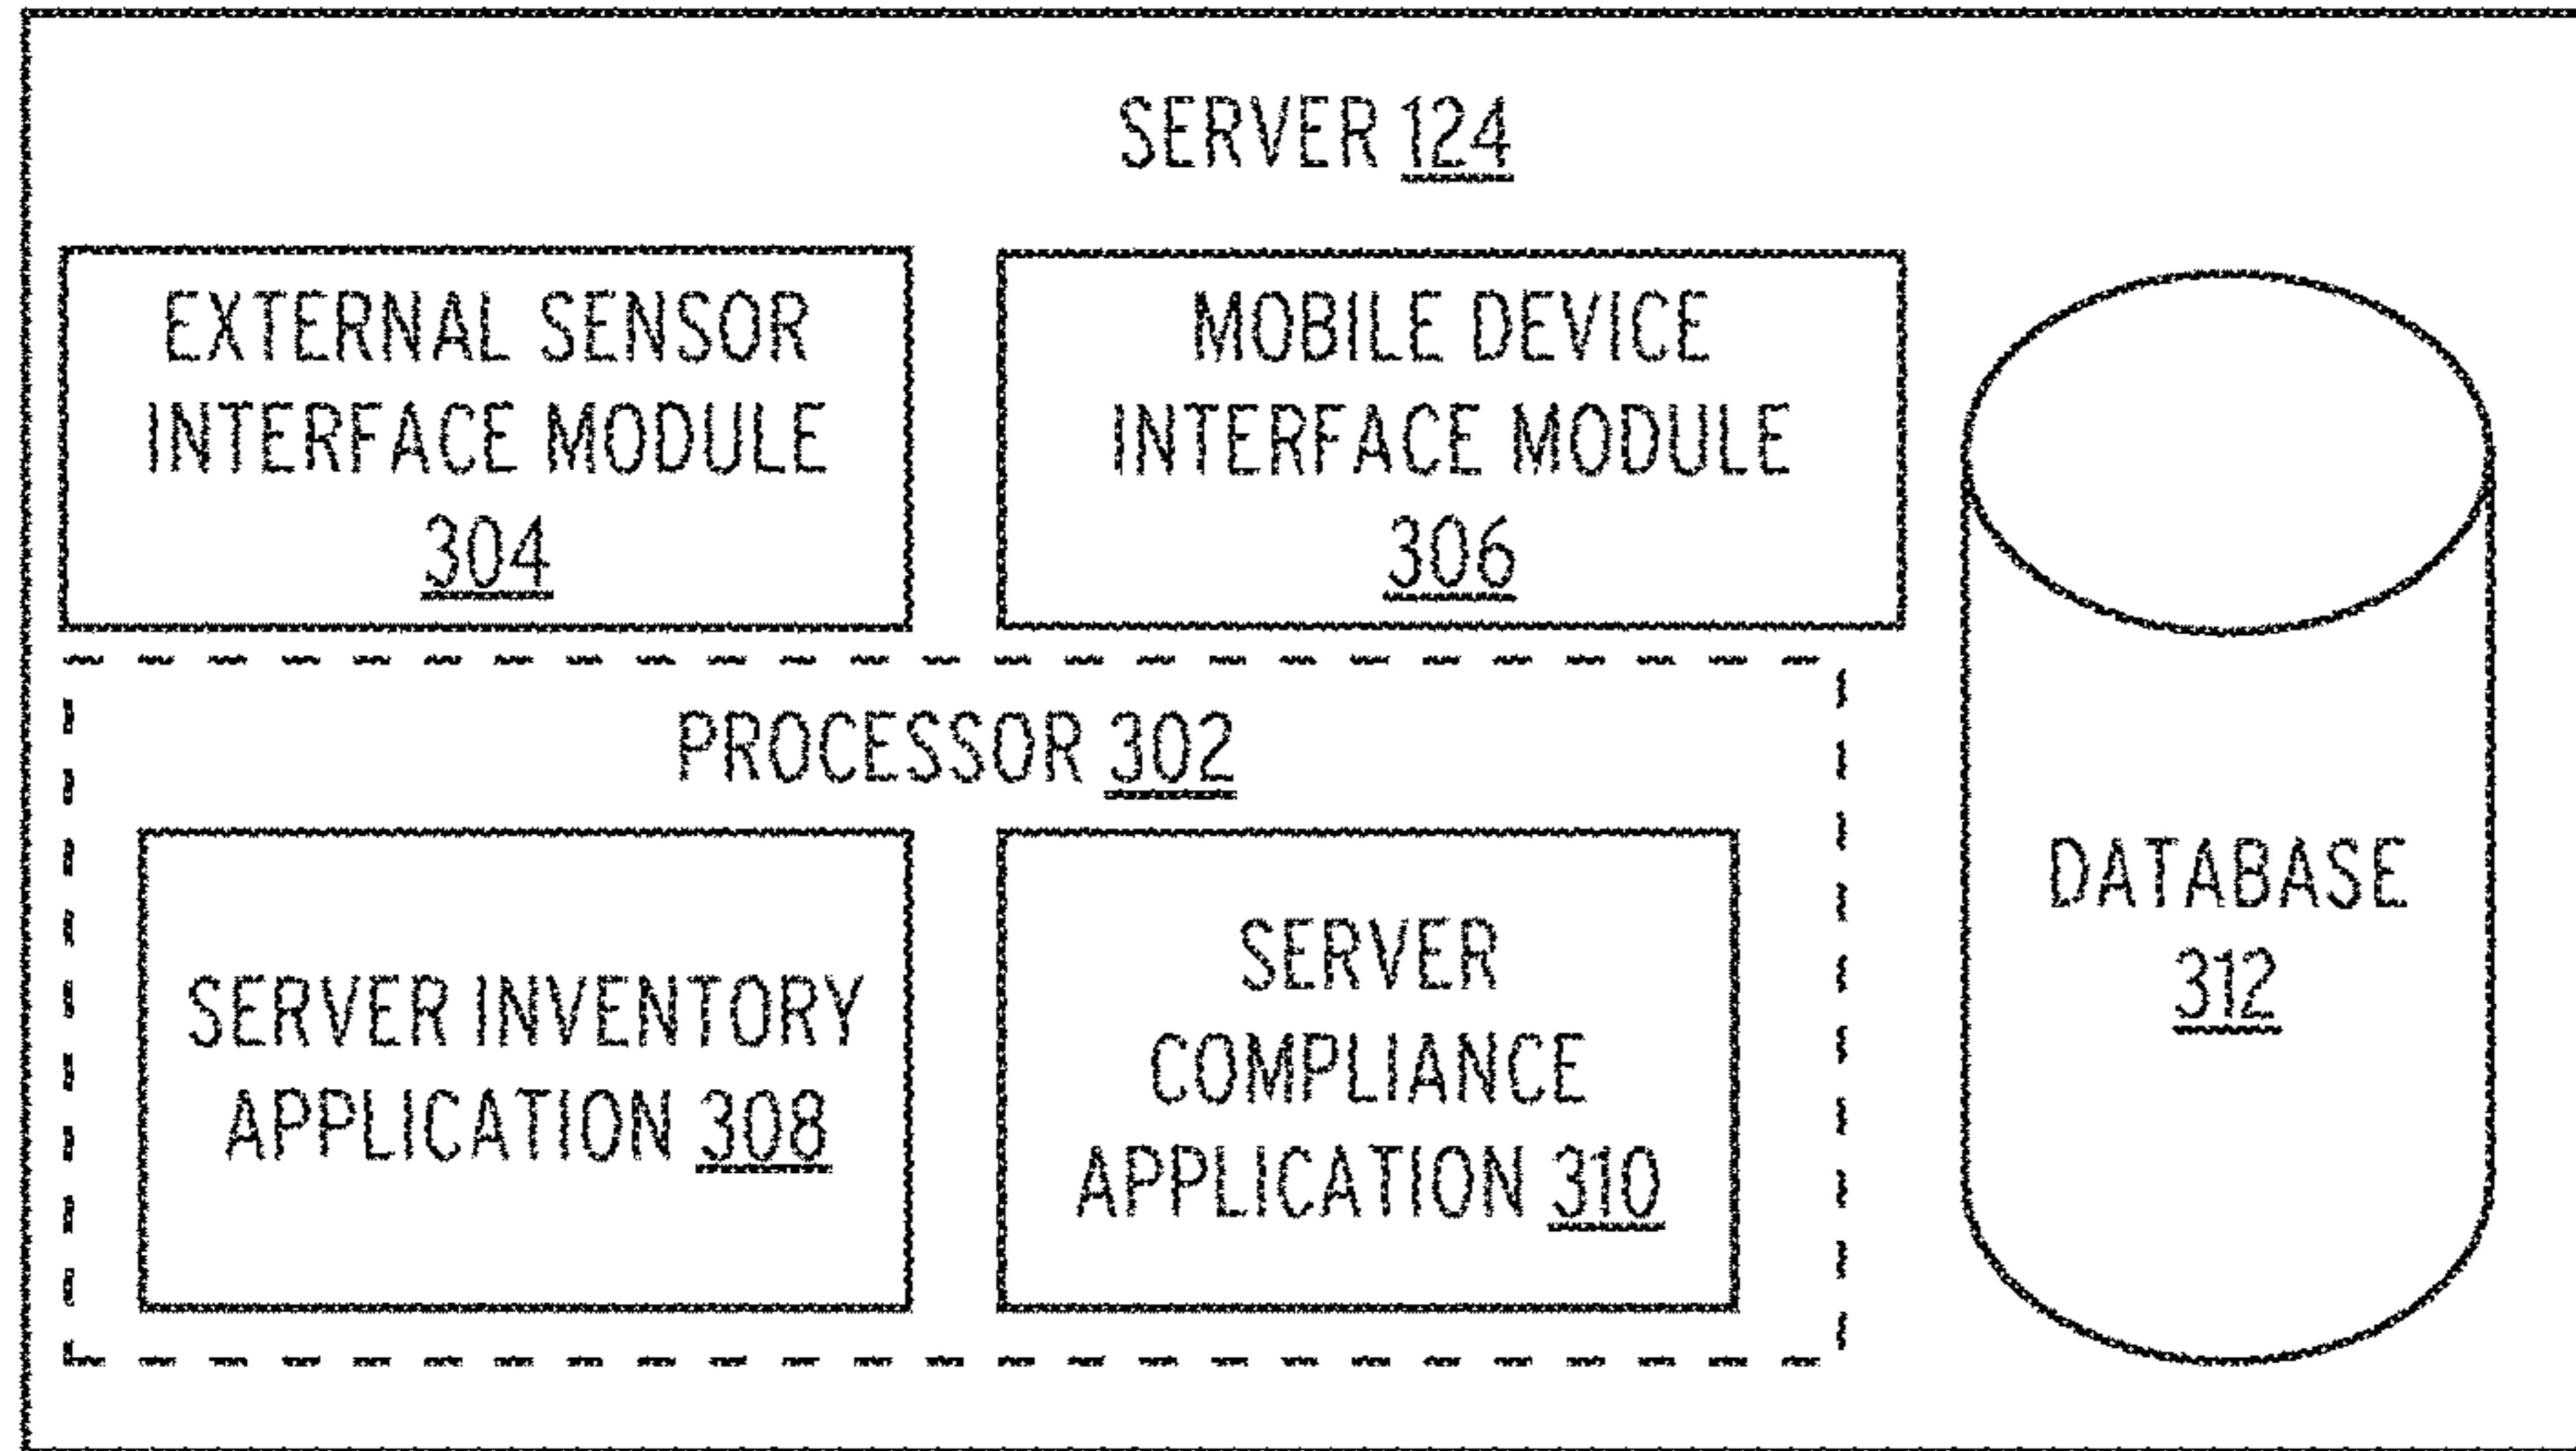 SERVER 124
EXTERNAL SENSOR
INTERFACE MODULE
304
MOBILE DEVICE
INTERFACE MODULE
306
PROCESSOR 302
SERVER INVENTORY
APPLICATION 308
SERVER
COMPLIANCE
APPLICATION 310
DATABASE
312